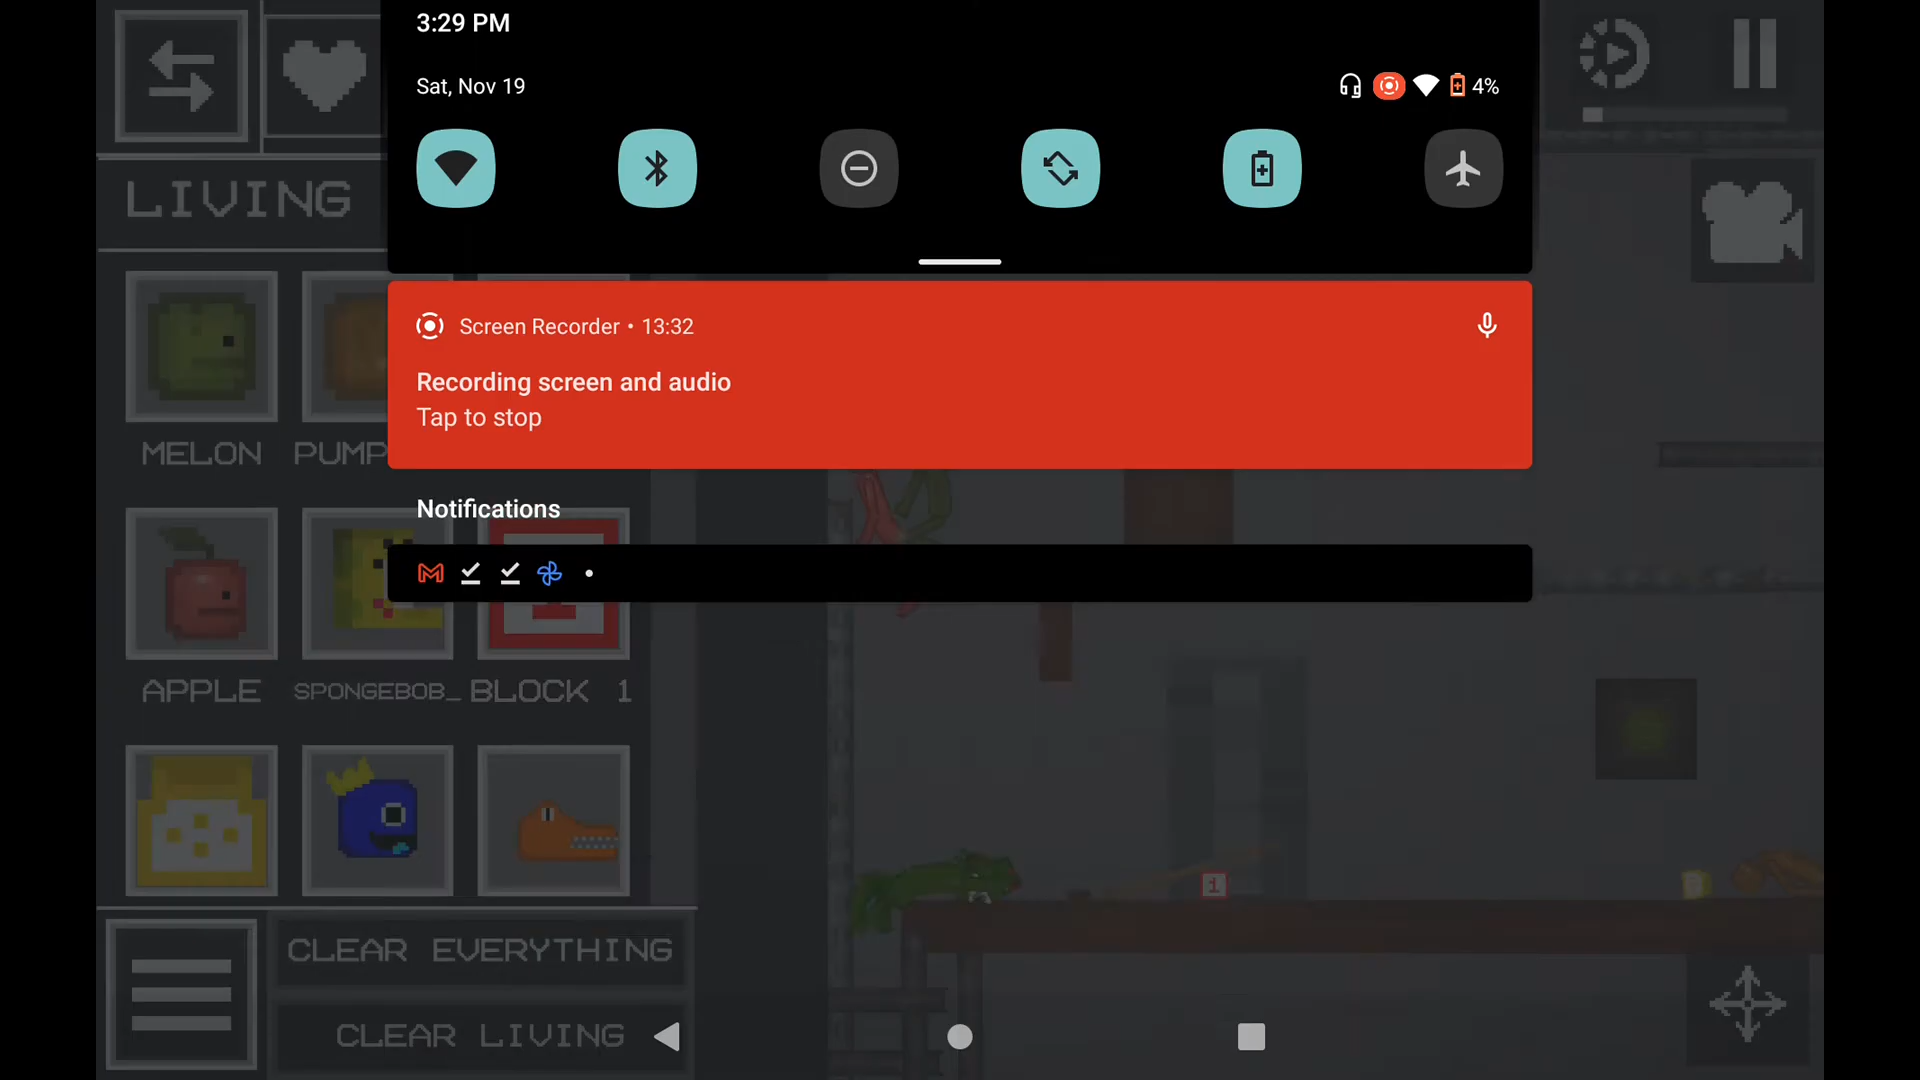 3:29 PM
Sat, Nov 19
4%
LIVING
Screen Recorder • 13:32
Recording screen and audio
Tap to stop
MELON
PUMP
Notifications
APPLE
SPONGEBOB_
BLOCK 1
1
CLEAR EVERYTHING
CLEAR LIVING